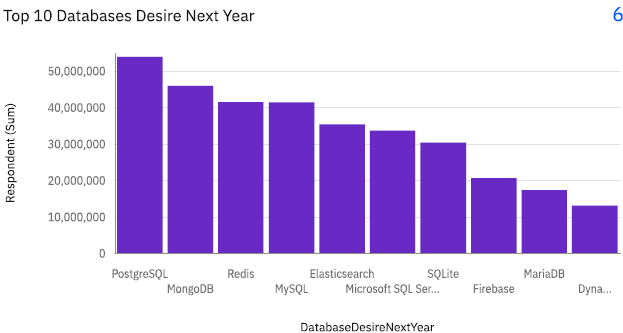 Top 10 Databases Desire Next Year
6
Respondent (Sum)
50,000,000
40,000,000
30,000,000
20,000,000
10,000,000
0
PostgreSQL
MongoDB
Redis
MySQL
Elasticsearch
Microsoft SQL Ser...
SQLite
Firebase
MariaDB
Dyna...
DatabaseDesireNextYear